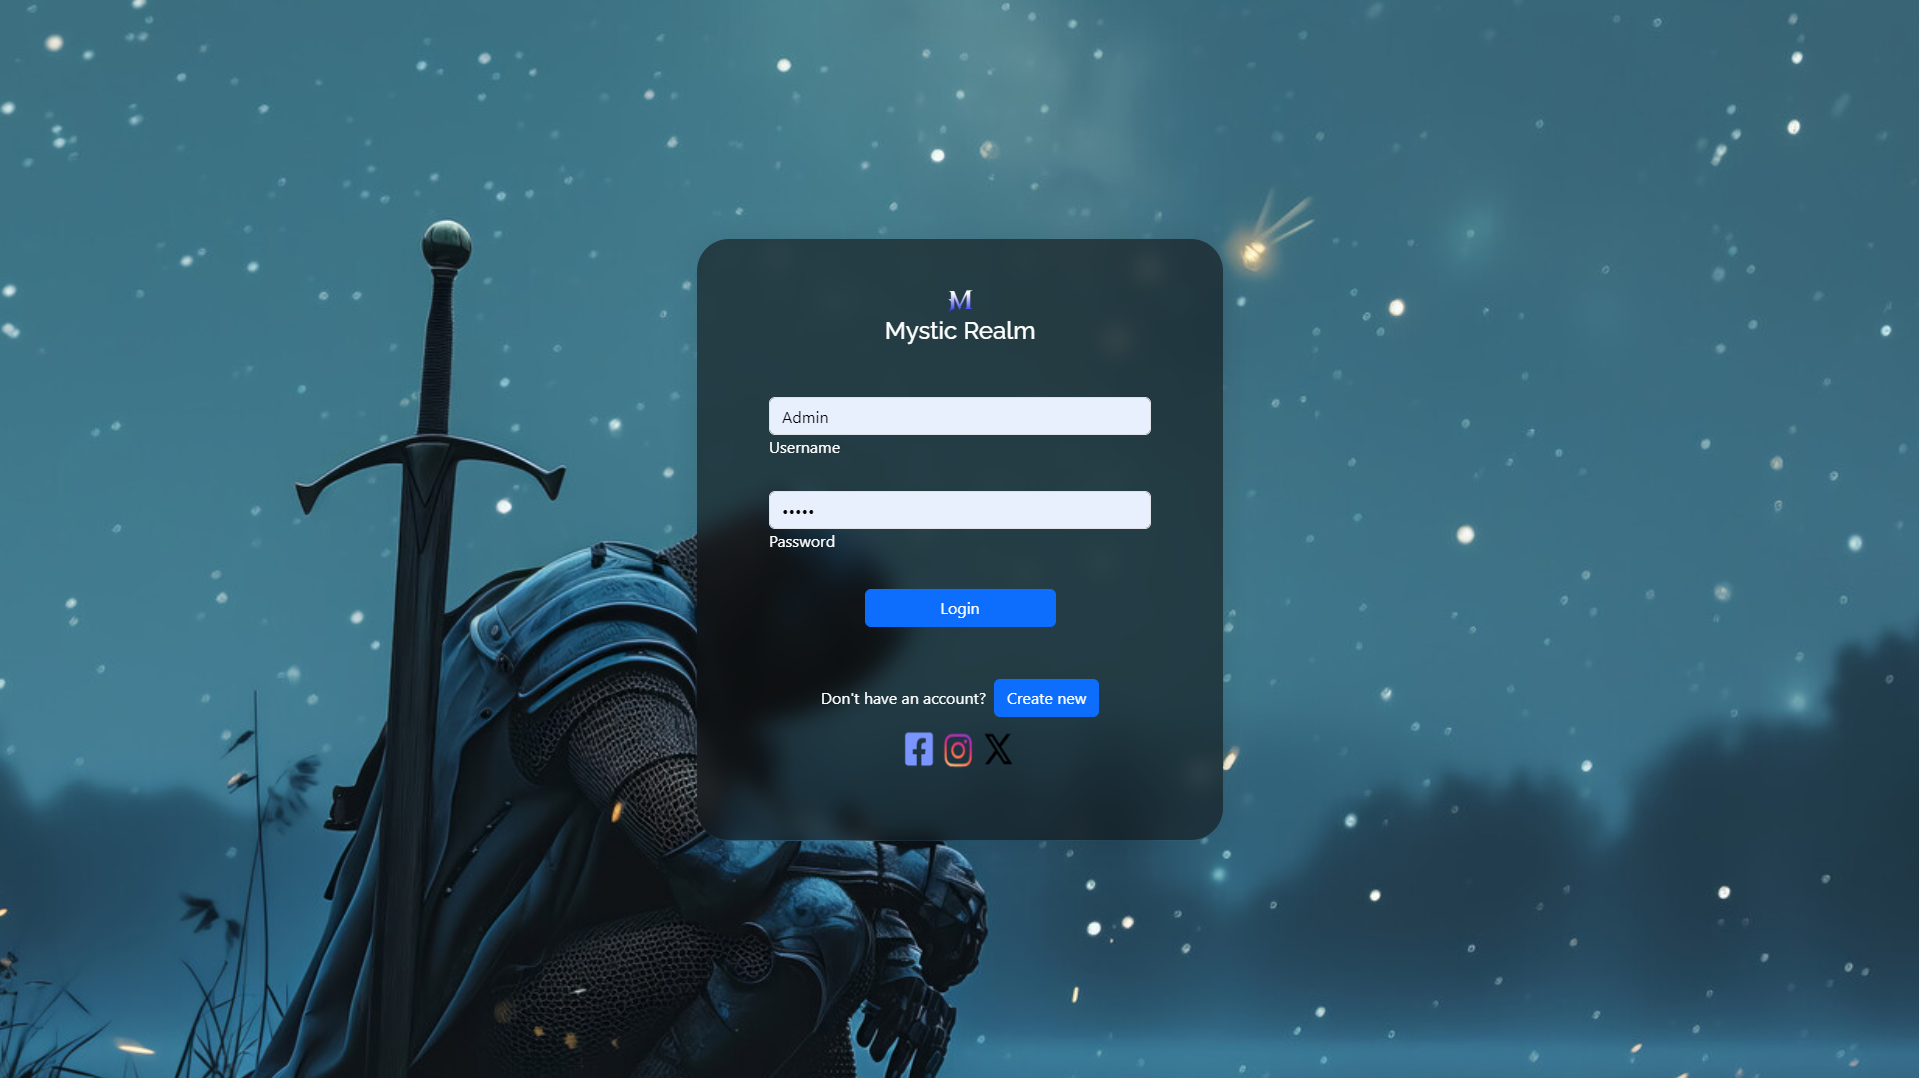 M
Mystic Realm
Admin
Username
•••••
Password
Login
Don't have an account? Create new